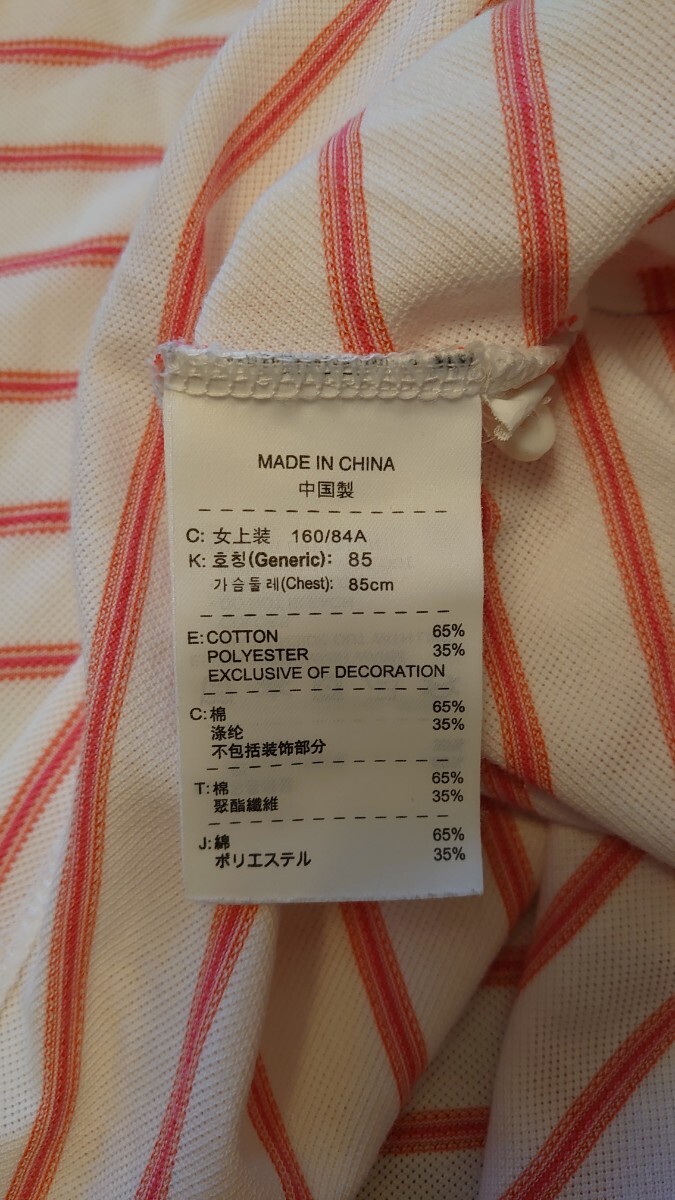 MADE IN CHINA
中国製
C: 女上装 160/84A
K: 호칭(Generic): 85
가슴둘레(Chest): 85cm
E: COTTON 65%
POLYESTER 35%
EXCLUSIVE OF DECORATION
C: 棉 65%
涤纶 35%
不包括装饰部分
T: 棉 65%
聚酯纖維 35%
J: 綿 65%
ポリエステル 35%